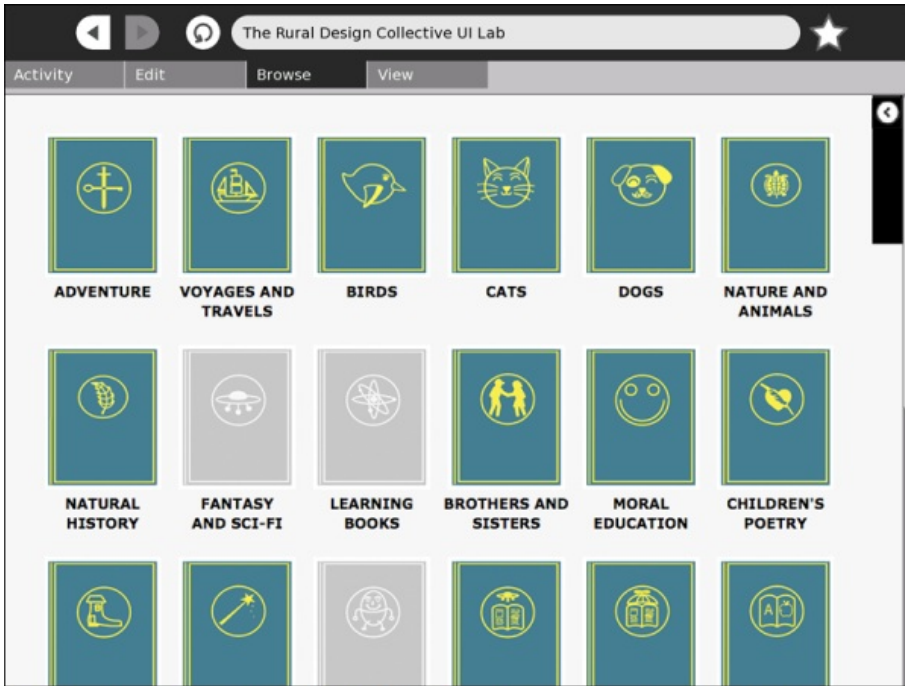 The Rural Design Collective UI Lab
Activity Edit Browse View
ADVENTURE
VOYAGES AND
TRAVELS
BIRDS
CATS
DOGS
NATURE AND
ANIMALS
NATURAL
HISTORY
FANTASY
AND SCI-FI
LEARNING
BOOKS
BROTHERS AND
SISTERS
MORAL
EDUCATION
CHILDREN'S
POETRY
B
A